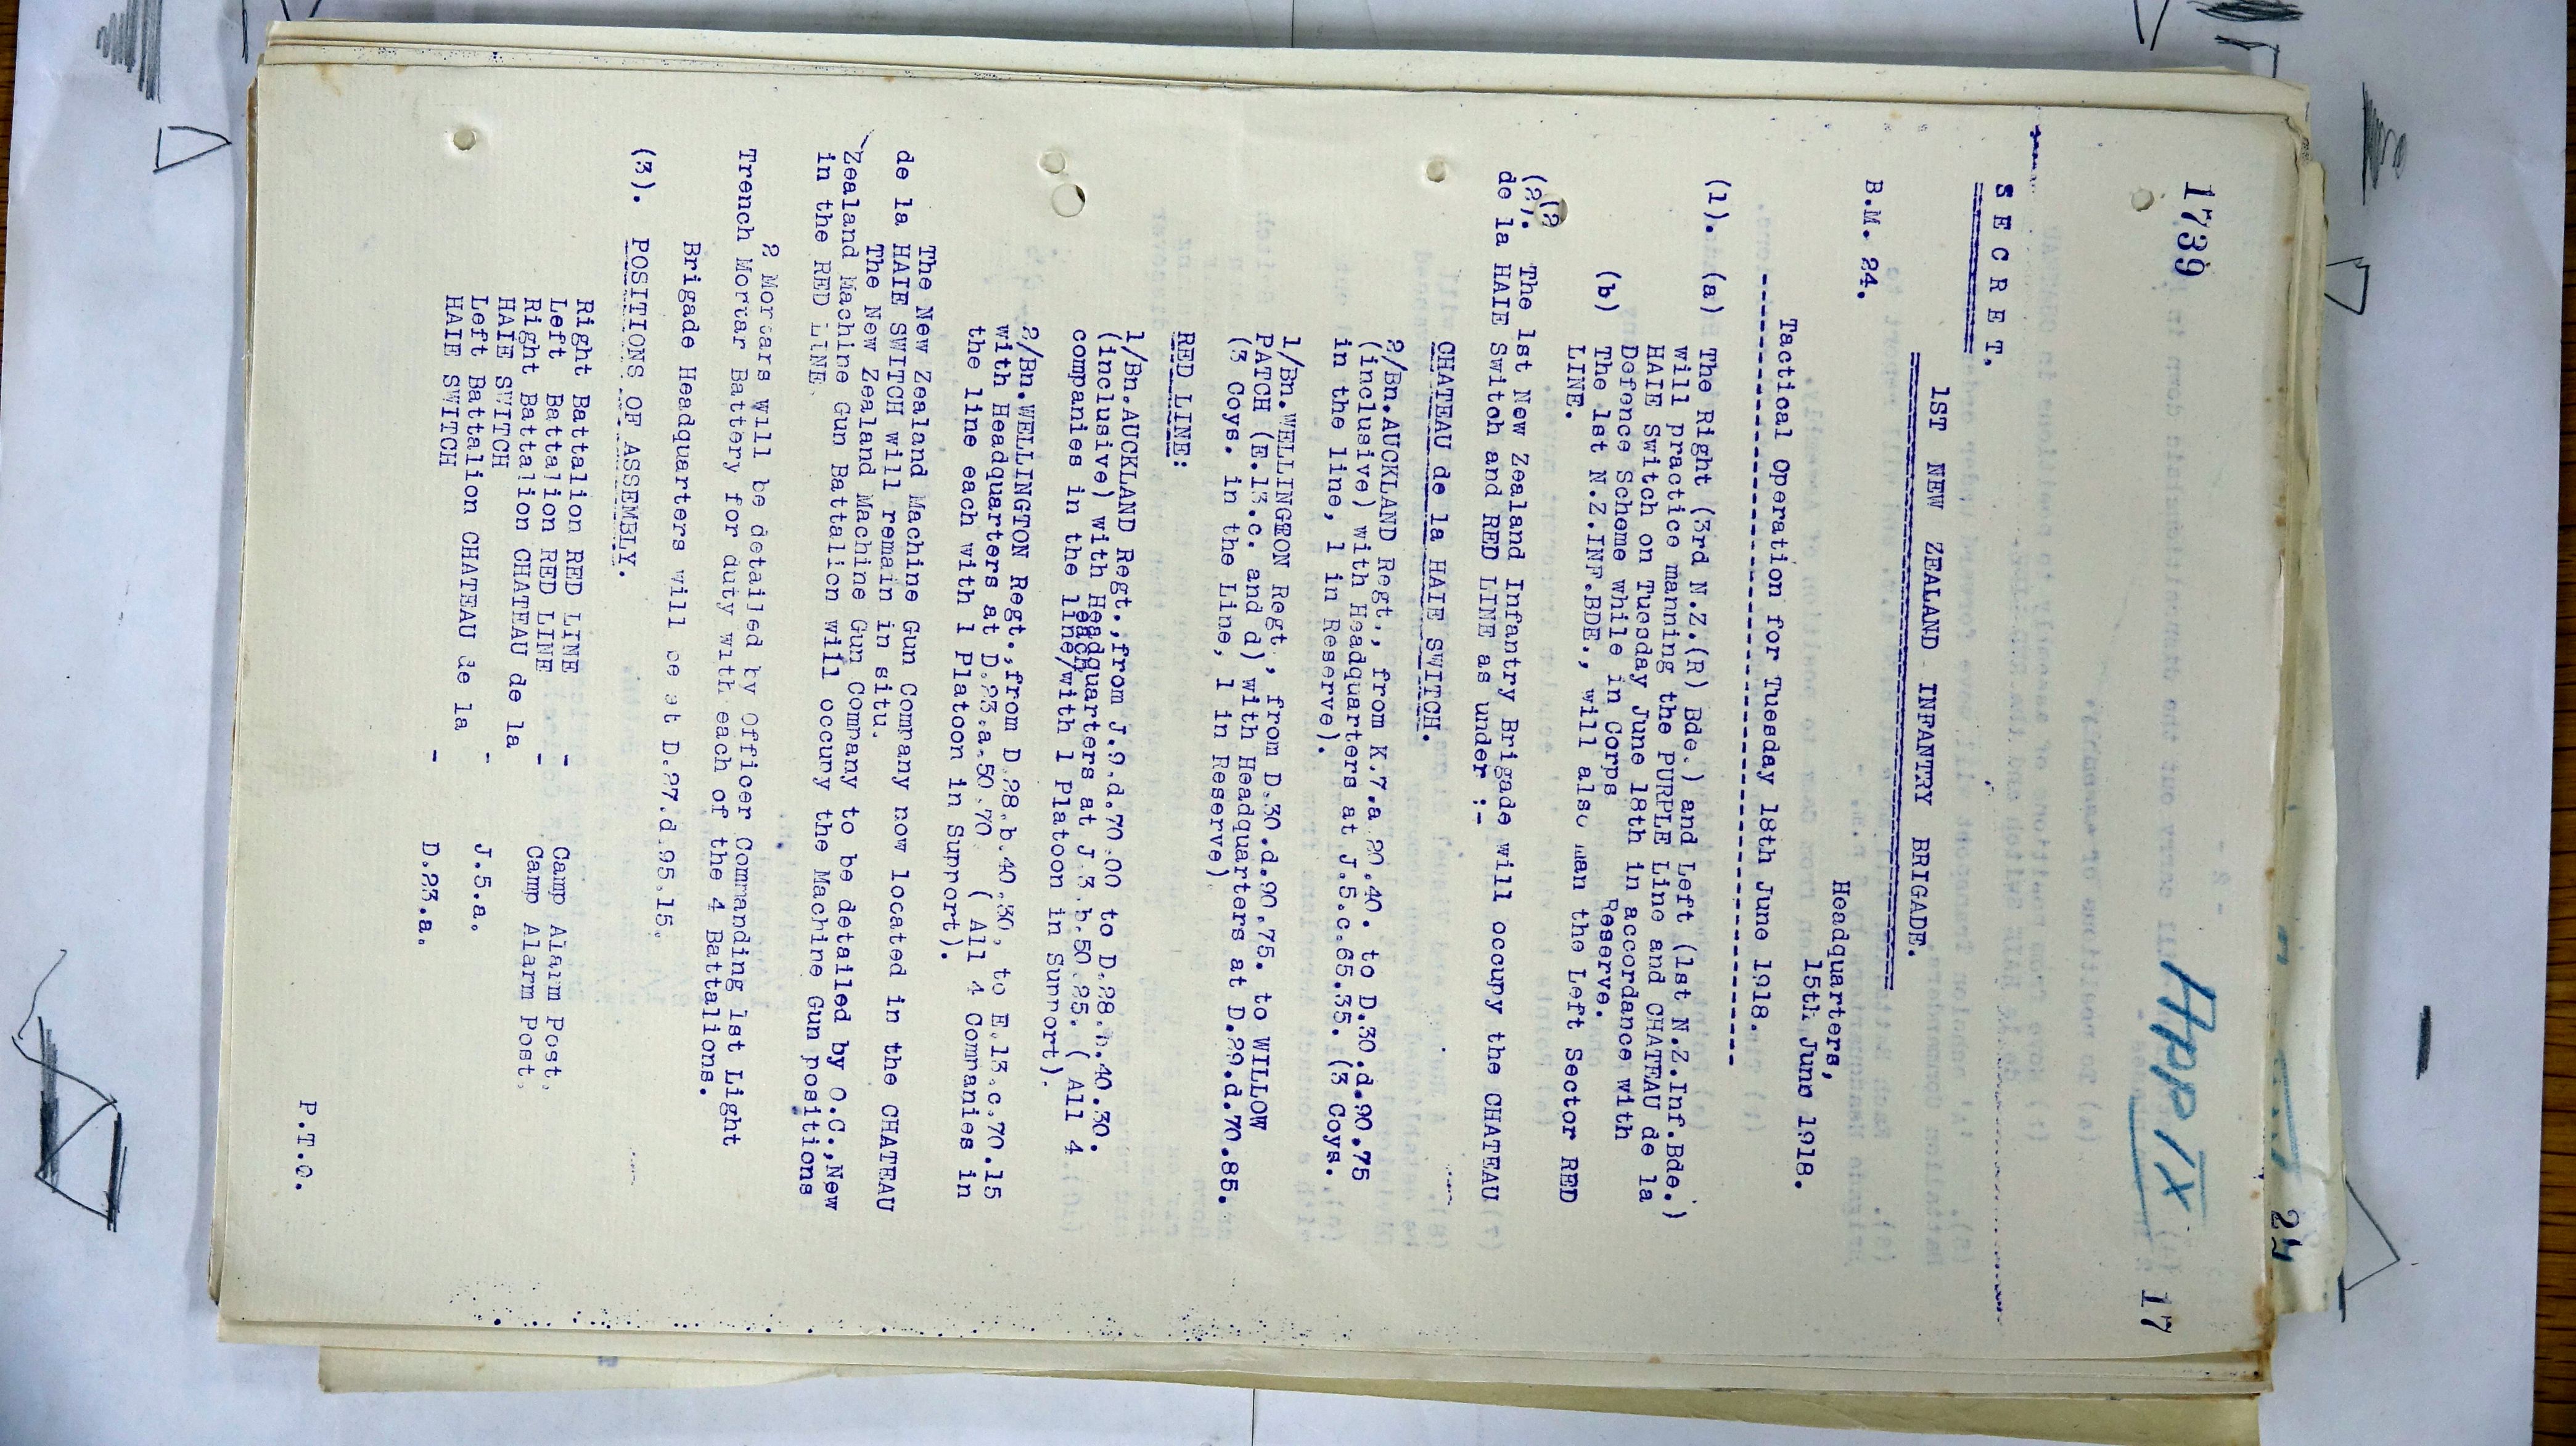 1739
App IX
24
17
S E C R E T.
1ST NEW ZEALAND INFANTRY BRIGADE.
B.M. 24.
Headquarters,
15th June 1918.
Tactical Operation for Tuesday 18th June 1918.
(1). (a) The Right (3rd N.Z.(R) Bde.) and Left (1st N.Z.Inf.Bde.)
will practice manning the PURPLE Line and CHATEAU de la
HAIE Switch on Tuesday June 18th in accordance with
Defence Scheme while in Corps Reserve.
(b) The 1st N.Z.INF.BDE., will also man the Left Sector RED
LINE.
(2
(2). The 1st New Zealand Infantry Brigade will occupy the CHATEAU
de la HAIE Switch and RED LINE as under :-
CHATEAU de la HAIE SWITCH.
2/Bn.AUCKLAND Regt., from K.7.a.20.40. to D.30.d.90.75
(inclusive) with Headquarters at J.5.c.65.35. (3 Coys.
in the line, 1 in Reserve).
1/Bn.WELLINGTON Regt., from D.30.d.90.75. to WILLOW
PATCH (E.13.c. and d) with Headquarters at D.29.d.70.85.
(3 Coys. in the Line, 1 in Reserve).
RED LINE:
1/Bn.AUCKLAND Regt.,from J.9.d.70.00 to D.28.b.40.30.
(inclusive) with Headquarters at J.3.b.50.25. ( All 4
each
companies in the line/with 1 Platoon in Support).
2/Bn.WELLINGTON Regt.,from D.28.b.40.30, to E.13.c.70.15
with Headquarters at D.23.a.50.70 ( All 4 Companies in
the line each with 1 Platoon in Support).
The New Zealand Machine Gun Company now located in the CHATEAU
de la HAIE SWITCH will remain in situ.
The New Zealand Machine Gun Company to be detailed by O.C.,New
Zealand Machine Gun Battalion will occupy the Machine Gun positions
in the RED LINE.
2 Mortars will be detailed by Officer Commanding 1st Light
Trench Mortar Battery for duty with each of the 4 Battalions.
Brigade Headquarters will be at D.27.d.95.15.
(3). POSITIONS OF ASSEMBLY.
Right Battalion RED LINE - Camp Alarm Post.
Left Battalion RED LINE - Camp Alarm Post.
Right Battalion CHATEAU de la
HAIE SWITCH - J.5.a.
Left Battalion CHATEAU de la
HAIE SWITCH - D.23.a.
P.T.O.